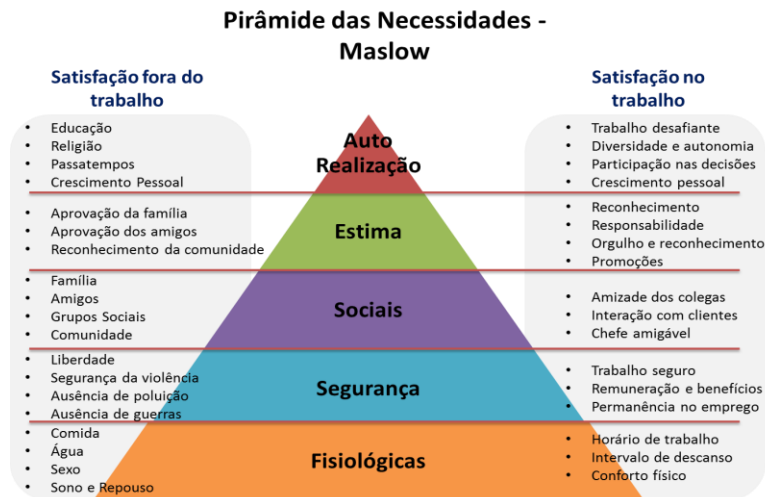 Pirâmide das Necessidades -
Maslow
Satisfação fora do
trabalho
• Educação
• Religião
• Passatempos
• Crescimento Pessoal
• Aprovação da família
• Aprovação dos amigos
• Reconhecimento da comunidade
• Família
• Amigos
• Grupos Sociais
• Comunidade
• Liberdade
• Segurança da violência
• Ausência de poluição
• Ausência de guerras
• Comida
• Água
• Sexo
• Sono e Repouso
Auto
Realização
Estima
Sociais
Segurança
Fisiológicas
Satisfação no
trabalho
• Trabalho desafiante
• Diversidade e autonomia
• Participação nas decisões
• Crescimento pessoal
• Reconhecimento
• Responsabilidade
• Orgulho e reconhecimento
• Promoções
• Amizade dos colegas
• Interação com clientes
• Chefe amigável
• Trabalho seguro
• Remuneração e benefícios
• Permanência no emprego
• Horário de trabalho
• Intervalo de descanso
• Conforto físico